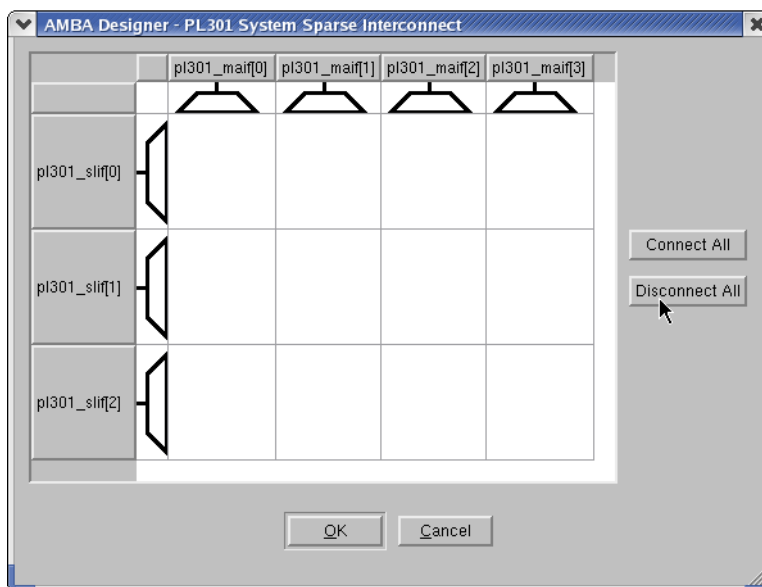 AMBA Designer - PL301 System Sparse Interconnect
pl301_maif[0] pl301_maif[1] pl301_maif[2] pl301_maif[3]
pl301_slif[0]
pl301_slif[1]
pl301_slif[2]
Connect All
Disconnect All
OK Cancel